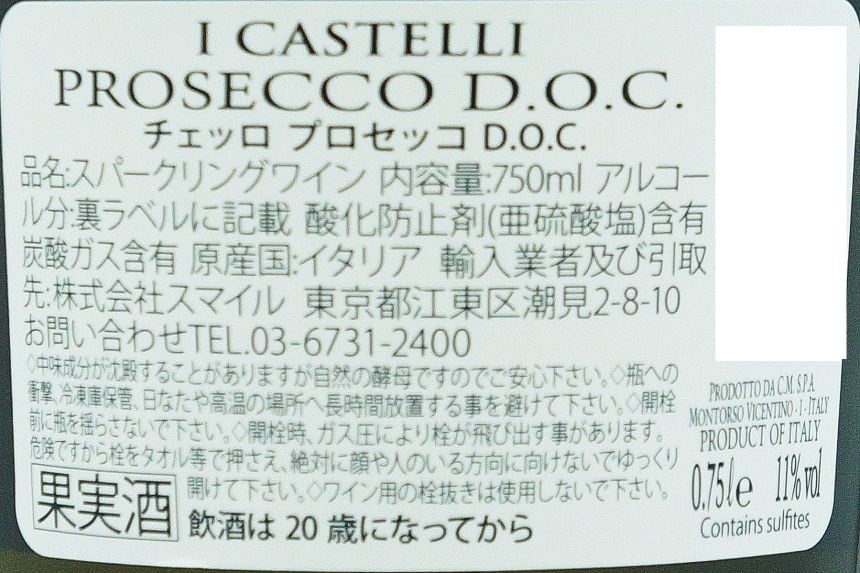 I CASTELLI
PROSECCO D.O.C.
チェッロ プロセッコ D.O.C.
品名:スパークリングワイン 内容量:750ml アルコー
ル分:裏ラベルに記載 酸化防止剤(亜硫酸塩)含有
炭酸ガス含有 原産国:イタリア 輸入業者及び引取
先:株式会社スマイル 東京都江東区潮見2-8-10
お問い合わせTEL.03-6731-2400
◇中味成分が沈殿することがありますが自然の酵母ですのでご安心下さい。◇瓶への
衝撃、冷凍庫保管、日なたや高温の場所へ長時間放置する事を避けて下さい。◇開栓
前に瓶を揺らさないで下さい。◇開栓時、ガス圧により栓が飛び出す事があります。
危険ですから栓をタオル等で押さえ、絶対に顔や人のいる方向に向けないでゆっくり
開けて下さい。◇ワイン用の栓抜きは使用しないで下さい。
果実酒
飲酒は 20 歳になってから
PRODOTTO DA C.M. S.P.A.
MONTORSO VICENTINO - I - ITALY
PRODUCT OF ITALY
0.75ℓe 11% vol
Contains sulfites